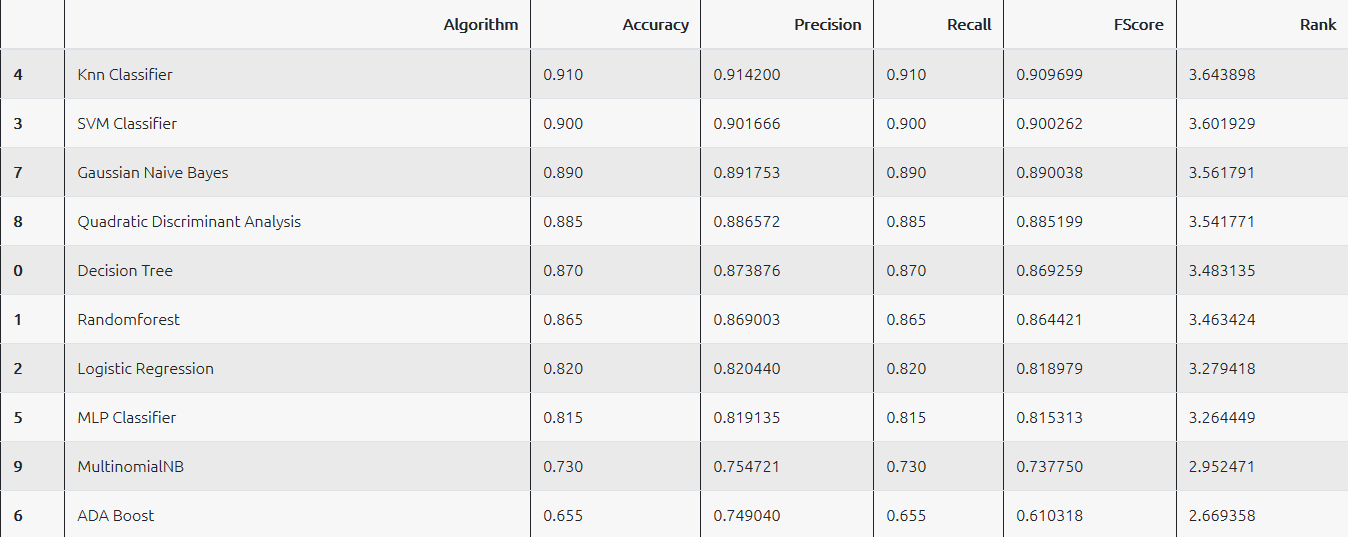 Algorithm Accuracy Precision Recall FScore Rank
4 Knn Classifier 0.910 0.914200 0.910 0.909699 3.643898
3 SVM Classifier 0.900 0.901666 0.900 0.900262 3.601929
7 Gaussian Naive Bayes 0.890 0.891753 0.890 0.890038 3.561791
8 Quadratic Discriminant Analysis 0.885 0.886572 0.885 0.885199 3.541771
0 Decision Tree 0.870 0.873876 0.870 0.869259 3.483135
1 Randomforest 0.865 0.869003 0.865 0.864421 3.463424
2 Logistic Regression 0.820 0.820440 0.820 0.818979 3.279418
5 MLP Classifier 0.815 0.819135 0.815 0.815313 3.264449
9 MultinomialNB 0.730 0.754721 0.730 0.737750 2.952471
6 ADA Boost 0.655 0.749040 0.655 0.610318 2.669358